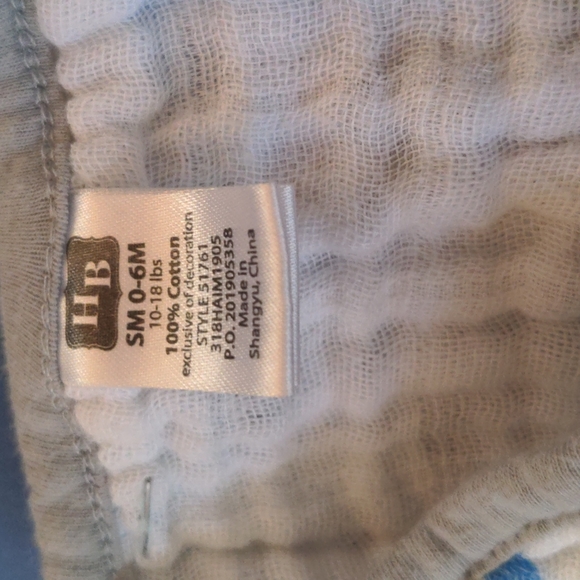 HB
SM 0-6M
10-18 lbs
100% Cotton
exclusive of decoration
STYLE 51761
318HAIM1905
P.O. 201905358
Made in
Shangyu, China